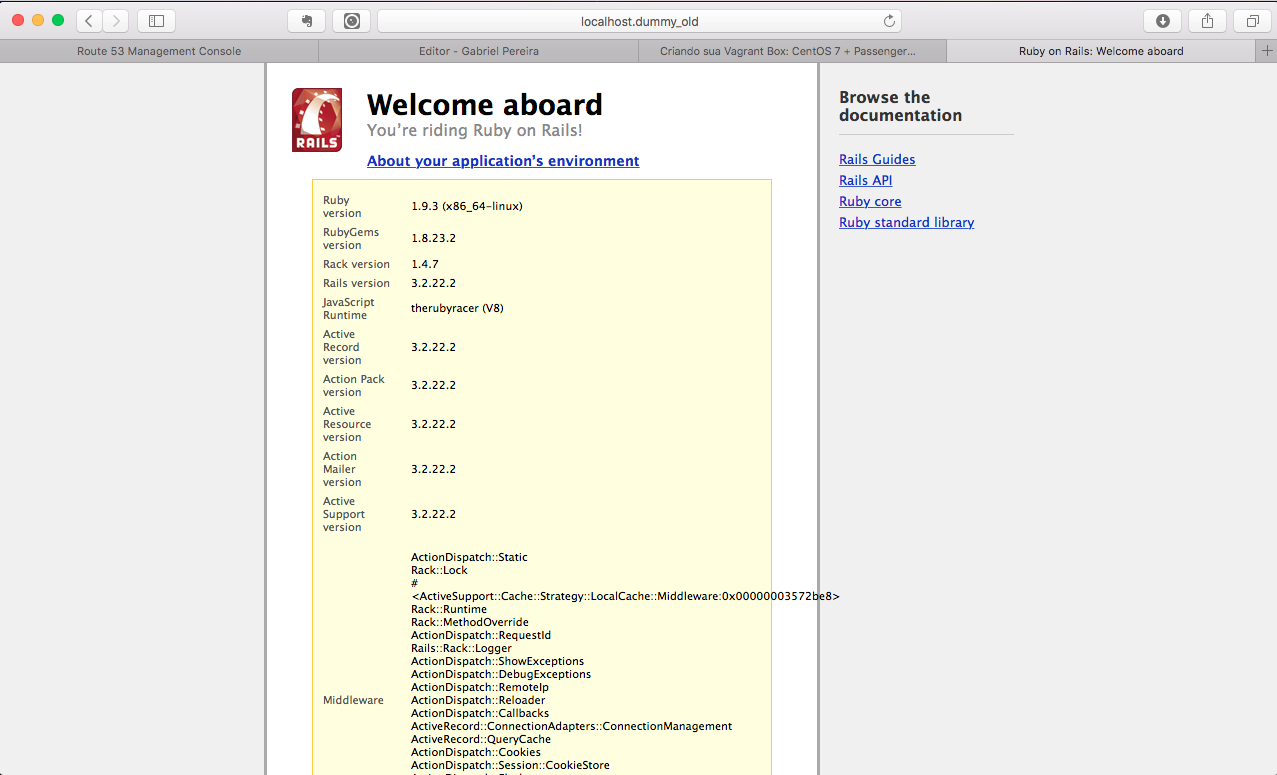 localhost.dummy_old
Route 53 Management Console
Editor - Gabriel Pereira
Criando sua Vagrant Box: CentOS 7 + Passenger...
Ruby on Rails: Welcome aboard
RAILS
Welcome aboard
You’re riding Ruby on Rails!
About your application’s environment
Ruby
version
1.9.3 (x86_64-linux)
RubyGems
version
1.8.23.2
Rack version
1.4.7
Rails version
3.2.22.2
JavaScript
Runtime
therubyracer (V8)
Active
Record
version
3.2.22.2
Action Pack
version
3.2.22.2
Active
Resource
version
3.2.22.2
Action
Mailer
version
3.2.22.2
Active
Support
version
3.2.22.2
Middleware
ActionDispatch::Static
Rack::Lock
#
<ActiveSupport::Cache::Strategy::LocalCache::Middleware:0x00000003572be8>
Rack::Runtime
Rack::MethodOverride
ActionDispatch::RequestId
Rails::Rack::Logger
ActionDispatch::ShowExceptions
ActionDispatch::DebugExceptions
ActionDispatch::RemoteIp
ActionDispatch::Reloader
ActionDispatch::Callbacks
ActiveRecord::ConnectionAdapters::ConnectionManagement
ActiveRecord::QueryCache
ActionDispatch::Cookies
ActionDispatch::Session::CookieStore
Browse the
documentation
Rails Guides
Rails API
Ruby core
Ruby standard library